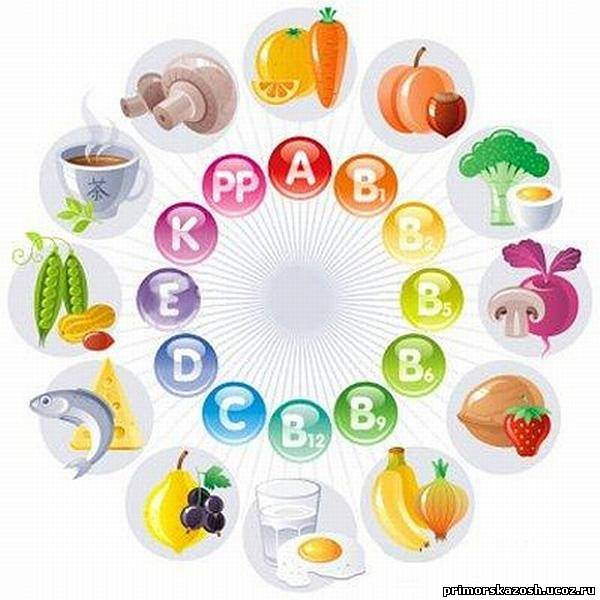 A
B1
B2
B5
B6
B9
B12
C
D
E
K
PP
茶
primorskazosh.ucoz.ru